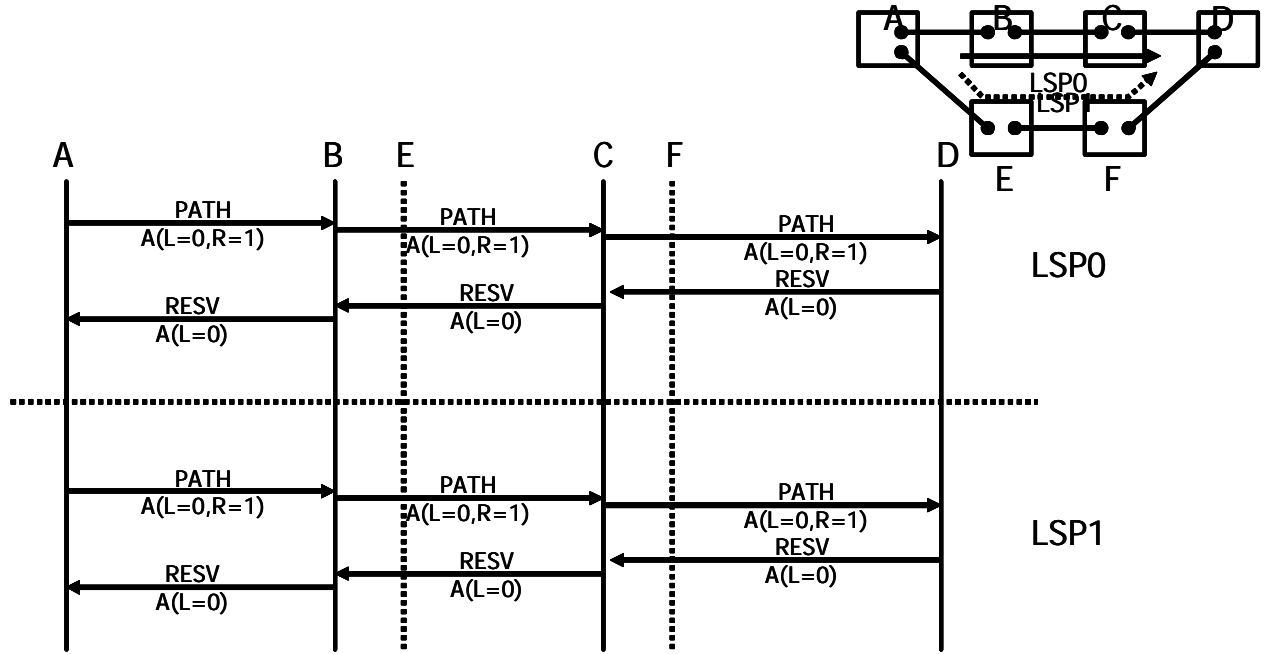 A B C D
LSP0
LSP1
E F
A B E C F D
PATH
A(L=0,R=1)
PATH
A(L=0,R=1)
PATH
A(L=0,R=1)
RESV
A(L=0)
RESV
A(L=0)
RESV
A(L=0)
LSP0
PATH
A(L=0,R=1)
PATH
A(L=0,R=1)
PATH
A(L=0,R=1)
RESV
A(L=0)
RESV
A(L=0)
RESV
A(L=0)
LSP1